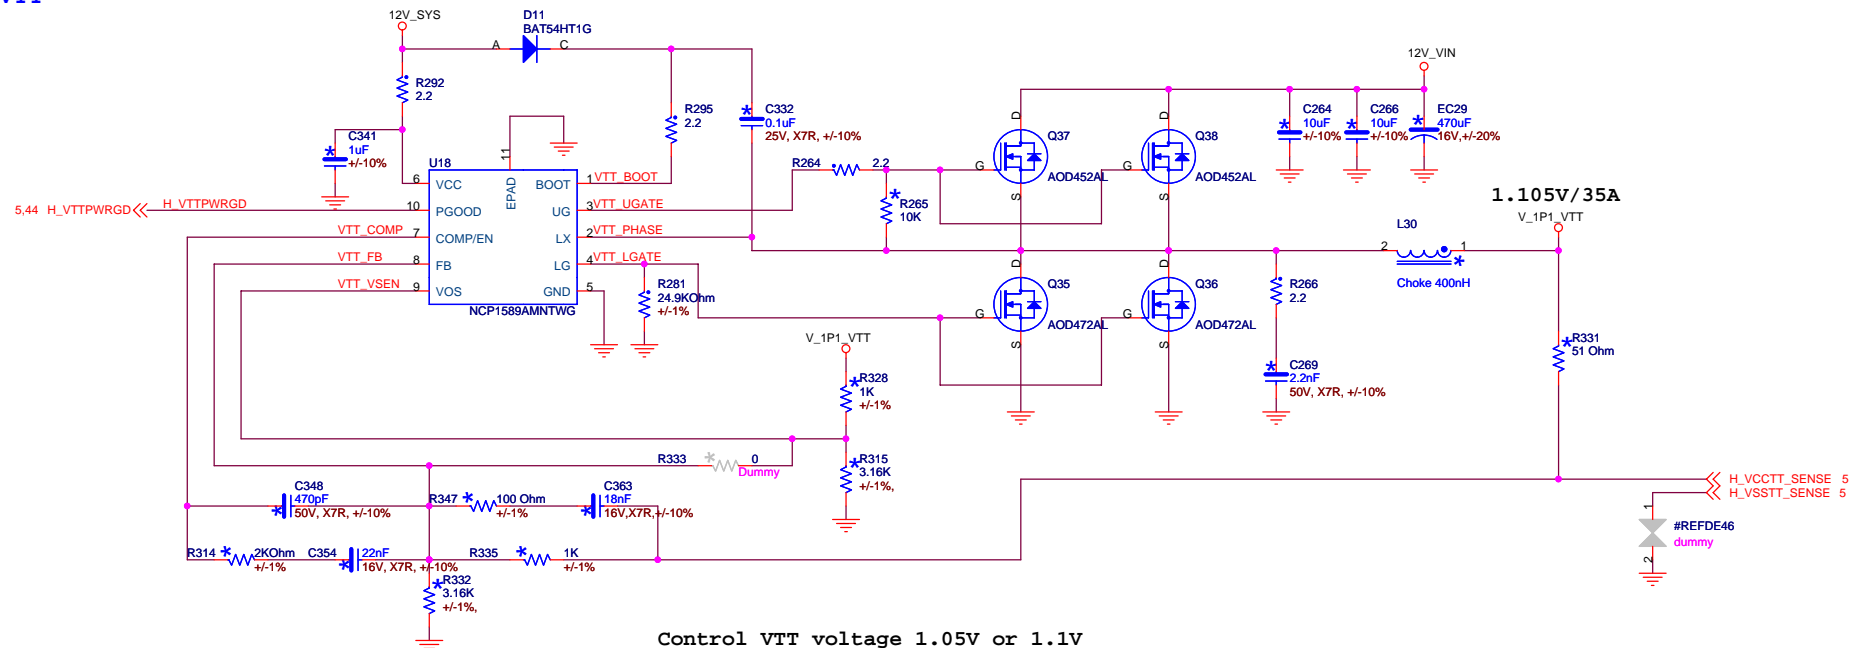 VTT
12V_SYS
D11
BAT54HT1G
A
C
R292
2.2
C341
1uF
+/-10%
R295
2.2
C332
0.1uF
25V, X7R, +/-10%
12V_VIN
C264
10uF
+/-10%
C266
10uF
+/-10%
EC29
470uF
16V,+/-20%
D
Q37
G
AOD452AL
S
D
Q38
G
AOD452AL
S
R264
2.2
R265
10K
U18
11
EPAD
6
VCC
BOOT
1
VTT_BOOT
5,44 H_VTTPWRGD
H_VTTPWRGD
10
PGOOD
UG
3
VTT_UGATE
VTT_COMP
7
COMP/EN
LX
2
VTT_PHASE
VTT_FB
8
FB
LG
4
VTT_LGATE
VTT_VSEN
9
VOS
GND
5
NCP1589AMNTWG
R281
24.9KOhm
+/-1%
1.105V/35A
V_1P1_VTT
L30
2
1
Choke 400nH
D
Q35
G
AOD472AL
S
D
Q36
G
AOD472AL
S
R266
2.2
C269
2.2nF
50V, X7R, +/-10%
R331
51 Ohm
V_1P1_VTT
R328
1K
+/-1%
R333
0
Dummy
R315
3.16K
+/-1%,
C348
470pF
50V, X7R, +/-10%
R347
100 Ohm
+/-1%
C363
18nF
16V,X7R,+/-10%
R314
2KOhm
+/-1%
C354
22nF
16V, X7R, +/-10%
R335
1K
+/-1%
R332
3.16K
+/-1%,
H_VCCTT_SENSE 5
H_VSSTT_SENSE 5
1
#REFDE46
dummy
2
Control VTT voltage 1.05V or 1.1V